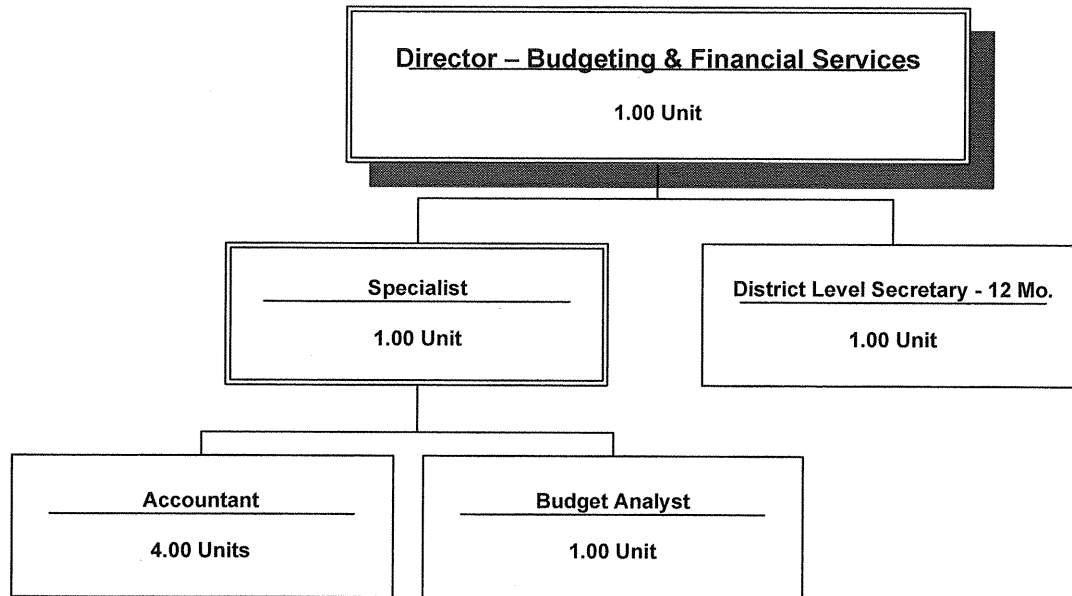 Director – Budgeting & Financial Services
1.00 Unit
Specialist
1.00 Unit
District Level Secretary - 12 Mo.
1.00 Unit
Accountant
4.00 Units
Budget Analyst
1.00 Unit